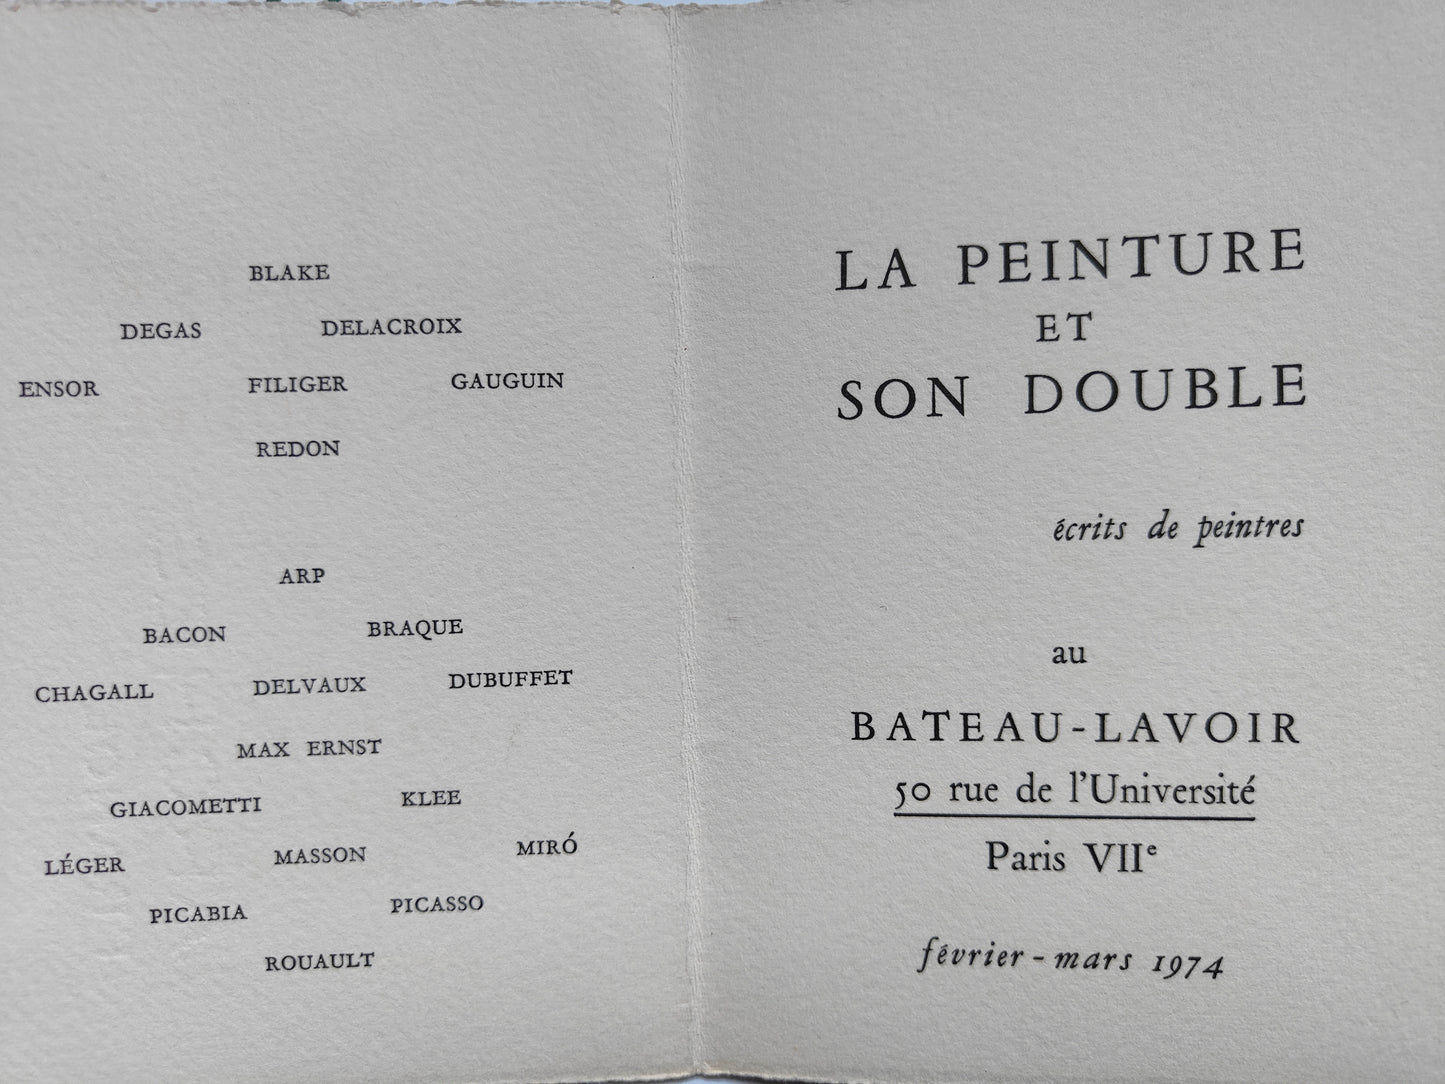 BLAKE
DEGAS DELACROIX
ENSOR FILIGER GAUGUIN
REDON
ARP
BACON BRAQUE
CHAGALL DELVAUX DUBUFFET
MAX ERNST
GIACOMETTI KLEE
LÉGER MASSON MIRÓ
PICABIA PICASSO
ROUAULT
LA PEINTURE
ET
SON DOUBLE
écrits de peintres
au
BATEAU-LAVOIR
50 rue de l'Université
Paris VIIe
février - mars 1974